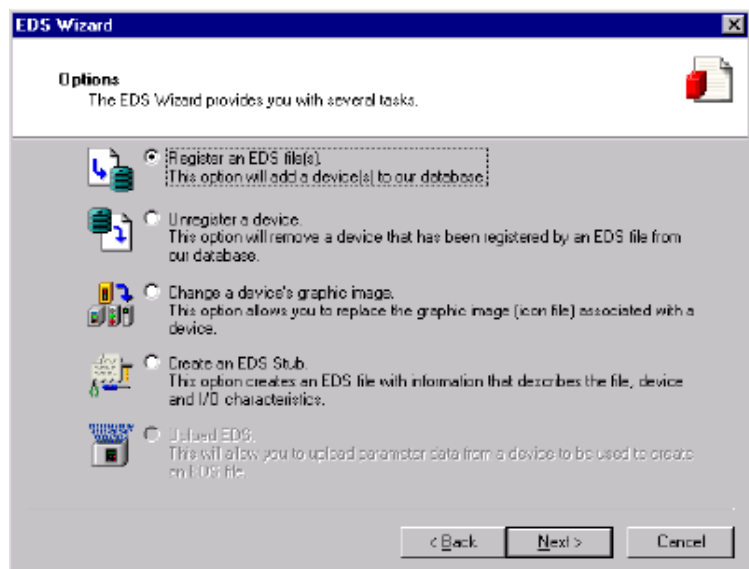 EDS Wizard
Options
The EDS Wizard provides you with several tasks.
Register an EDS file(s).
This option will add a device(s) to our database.
Unregister a device.
This option will remove a device that has been registered by an EDS file from
our database.
Change a device's graphic image.
This option allows you to replace the graphic image (icon file) associated with a
device.
Create an EDS Stub.
This option creates an EDS file with information that describes the file, device
and I/O characteristics.
Upload EDS.
This will allow you to upload parameter data from a device to be used to create
an EDS file.
< Back
Next >
Cancel